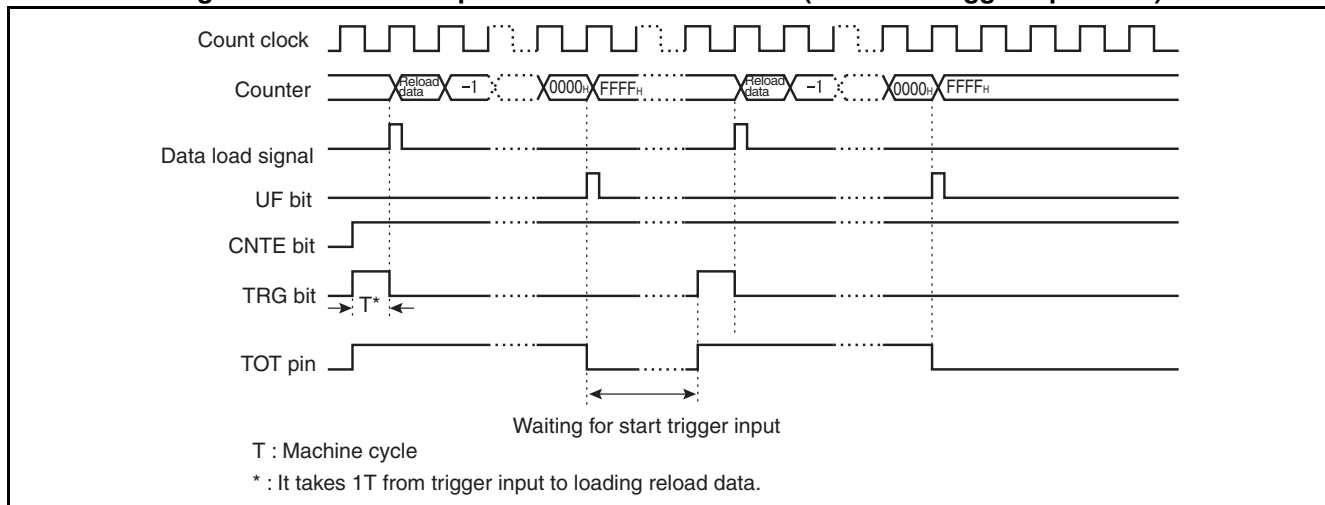 Count clock
Counter Reload data -1 0000H FFFFH Reload data -1 0000H FFFFH
Data load signal
UF bit
CNTE bit
TRG bit
T*
TOT pin
Waiting for start trigger input
T : Machine cycle
* : It takes 1T from trigger input to loading reload data.